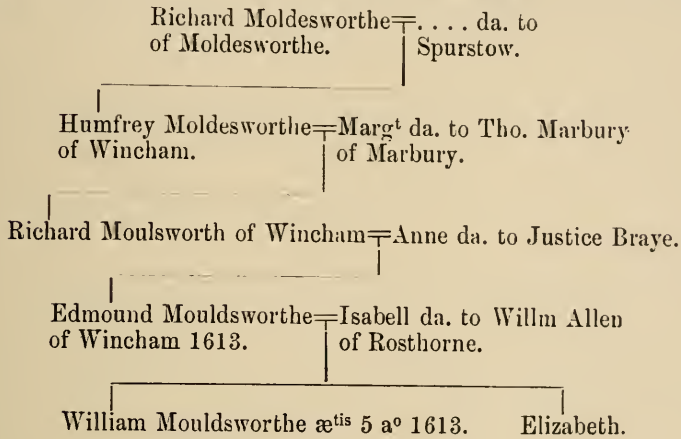 Richard Moldesworthe=.... da. to
of Moldesworthe. Spurstow.
Humfrey Moldesworthe=Margᵗ da. to Tho. Marbury
of Wincham. of Marbury.
Richard Moulsworth of Wincham=Anne da. to Justice Braye.
Edmound Mouldsworthe=Isabell da. to Willm Allen
of Wincham 1613. of Rosthorne.
William Mouldsworthe æᵗⁱˢ 5 aº 1613. Elizabeth.